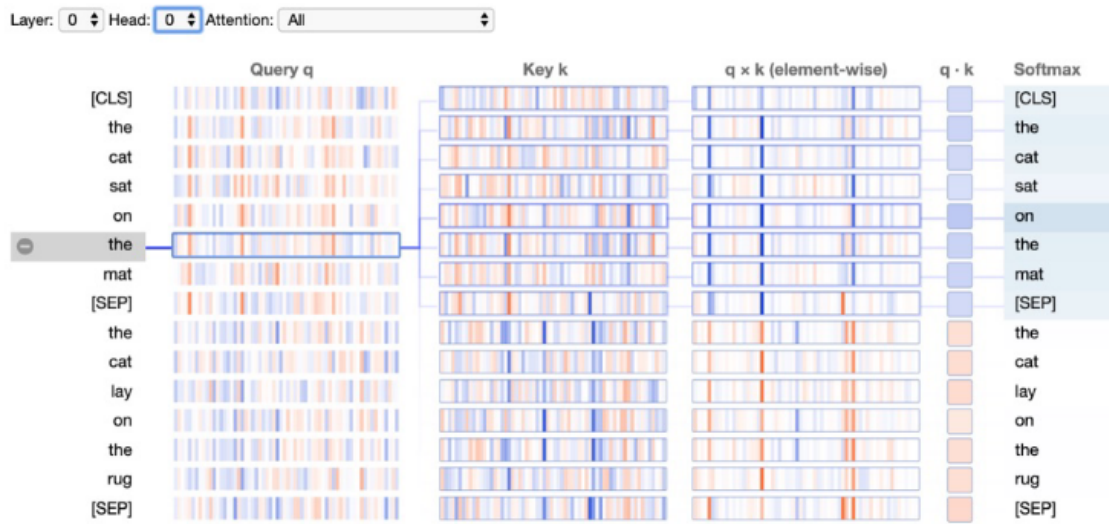 Layer: 0 Head: 0 Attention: All
Query q Key k q × k (element-wise) q · k Softmax
[CLS] [CLS]
the the
cat cat
sat sat
on on
the the
mat mat
[SEP] [SEP]
the the
cat cat
lay lay
on on
the the
rug rug
[SEP] [SEP]